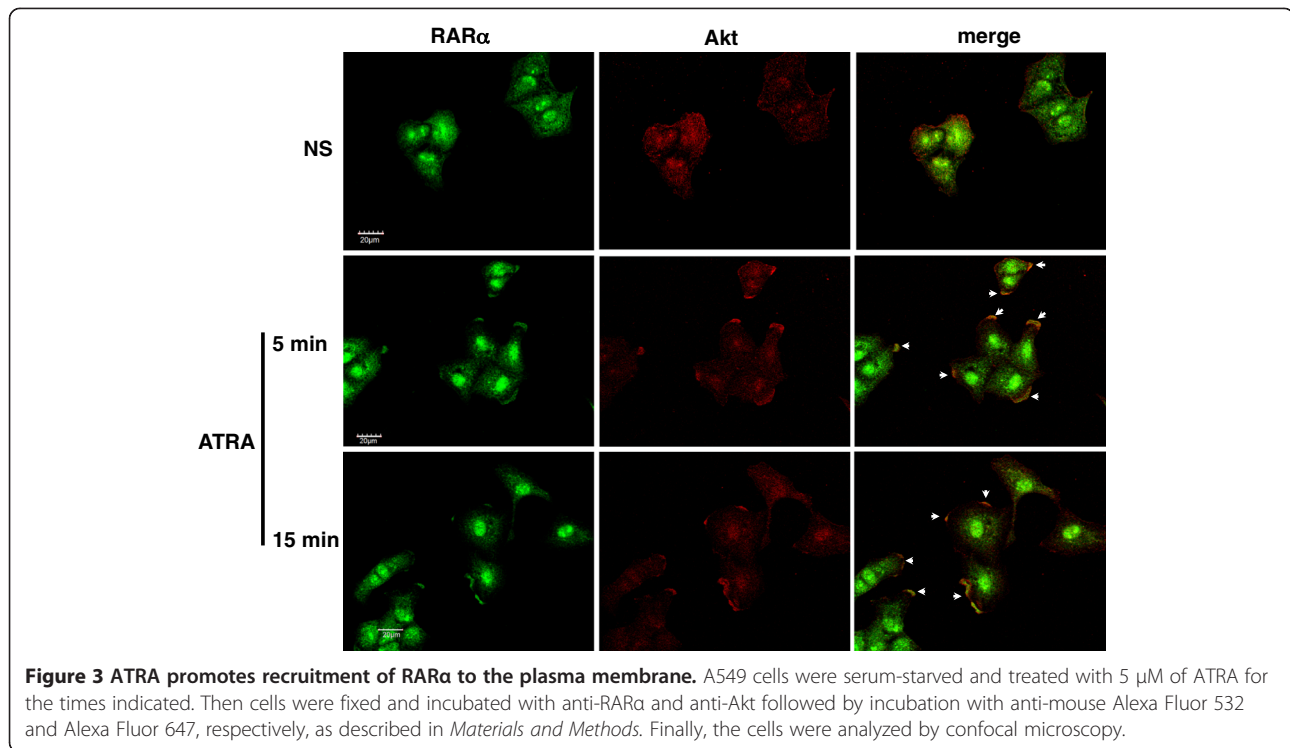 RARα Akt merge
NS
20µm
5 min
20µm
ATRA
15 min
20µm
Figure 3 ATRA promotes recruitment of RARα to the plasma membrane. A549 cells were serum-starved and treated with 5 μM of ATRA for
the times indicated. Then cells were fixed and incubated with anti-RARα and anti-Akt followed by incubation with anti-mouse Alexa Fluor 532
and Alexa Fluor 647, respectively, as described in Materials and Methods. Finally, the cells were analyzed by confocal microscopy.